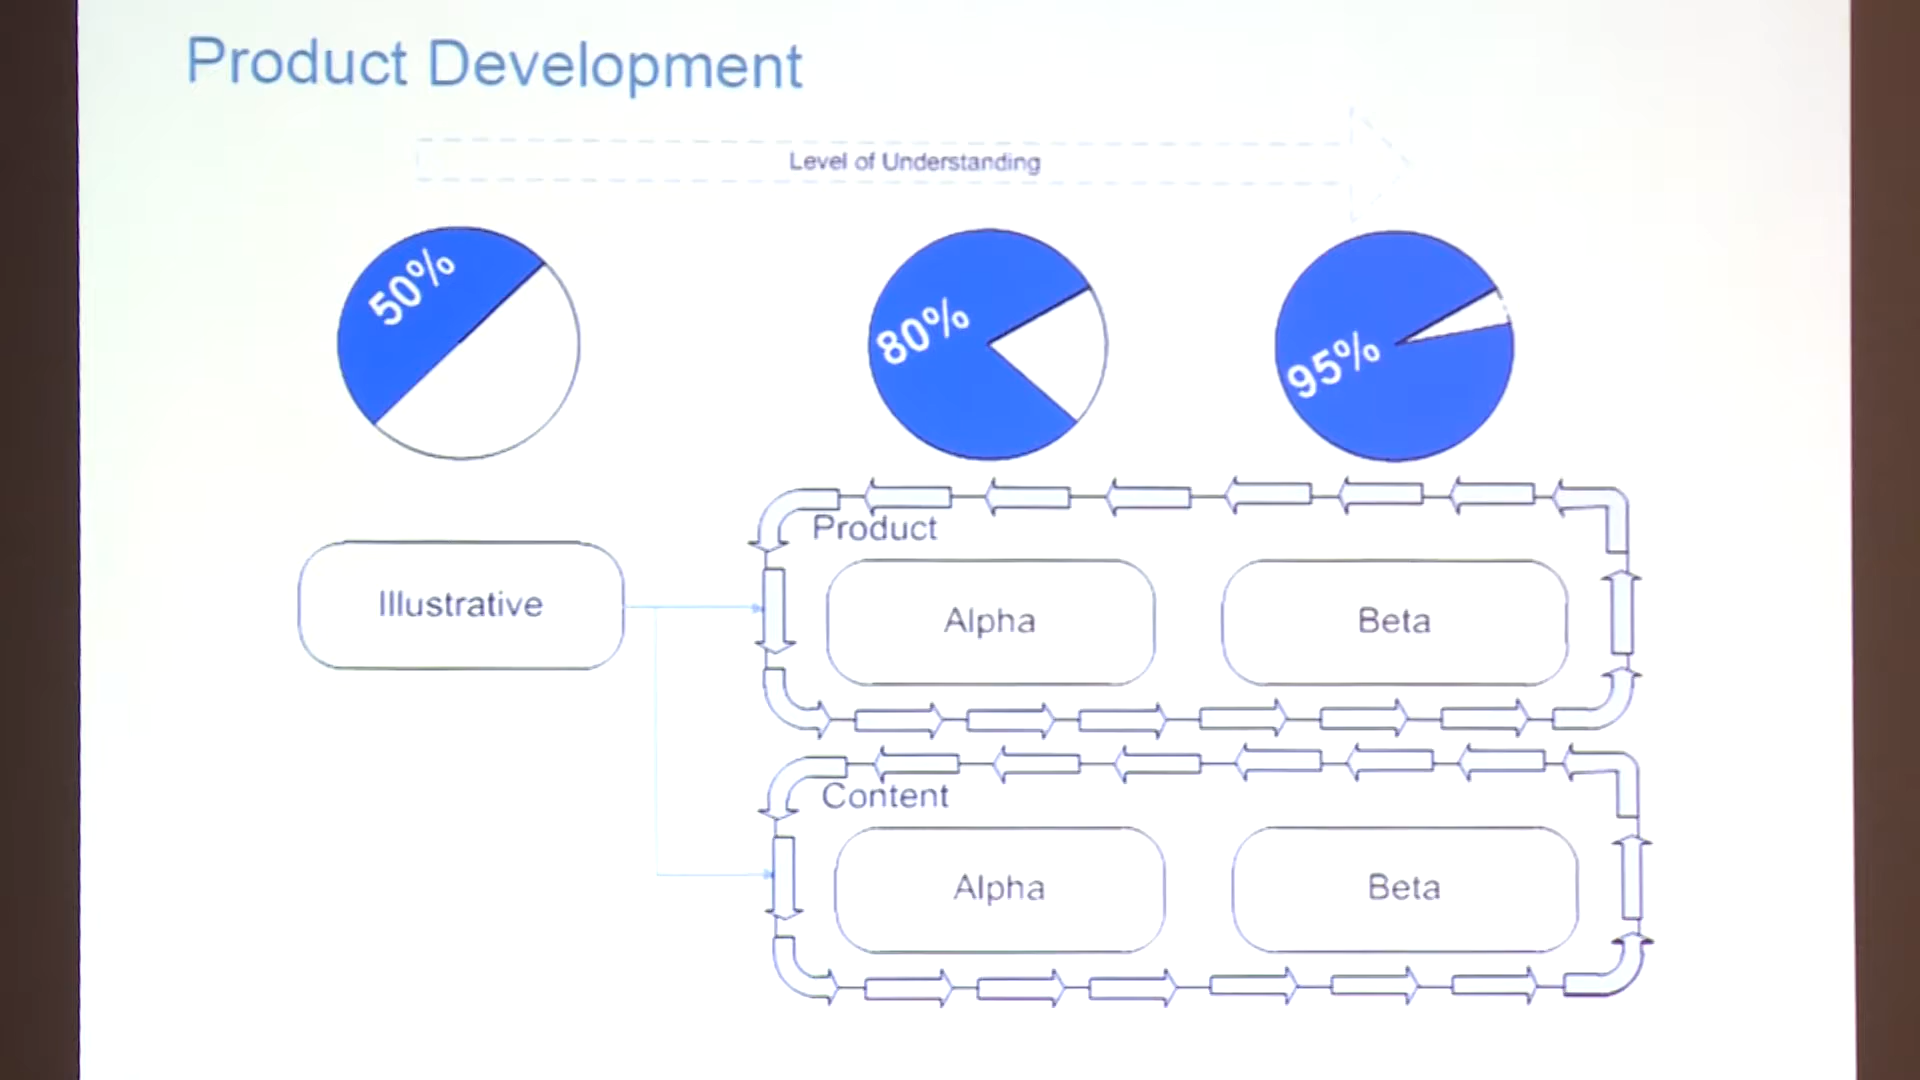 Product Development
Level of Understanding
50%
80%
95%
Illustrative
Product
Alpha
Beta
Content
Alpha
Beta